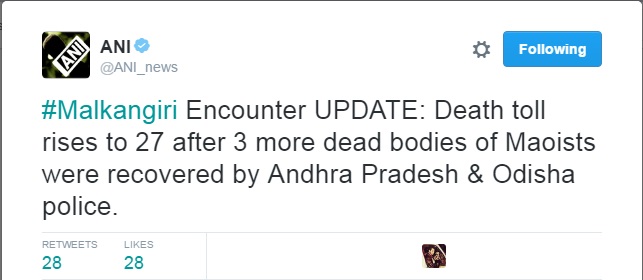 ANI
ANI
@ANI_news
Following
#Malkangiri Encounter UPDATE: Death toll
rises to 27 after 3 more dead bodies of Maoists
were recovered by Andhra Pradesh & Odisha
police.
RETWEETS LIKES
28 28